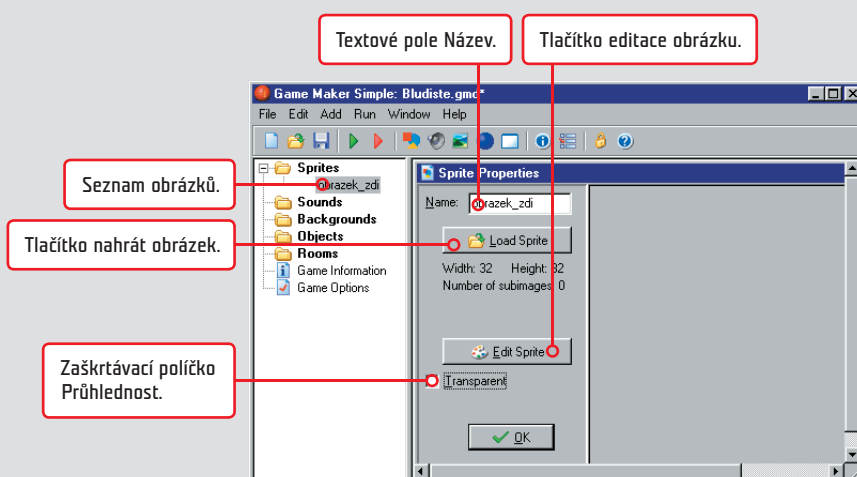 Textové pole Název.
Tlačítko editace obrázku.
Game Maker Simple: Bludiste.gmd*
File Edit Add Run Window Help
Seznam obrázků.
Sprites
obrazek_zdi
Sounds
Backgrounds
Objects
Rooms
Game Information
Game Options
Tlačítko nahrát obrázek.
Sprite Properties
Name: obrazek_zdi
Load Sprite
Width: 32 Height: 32
Number of subimages: 0
Edit Sprite
Zaškrtávací políčko
Průhlednost.
Transparent
OK